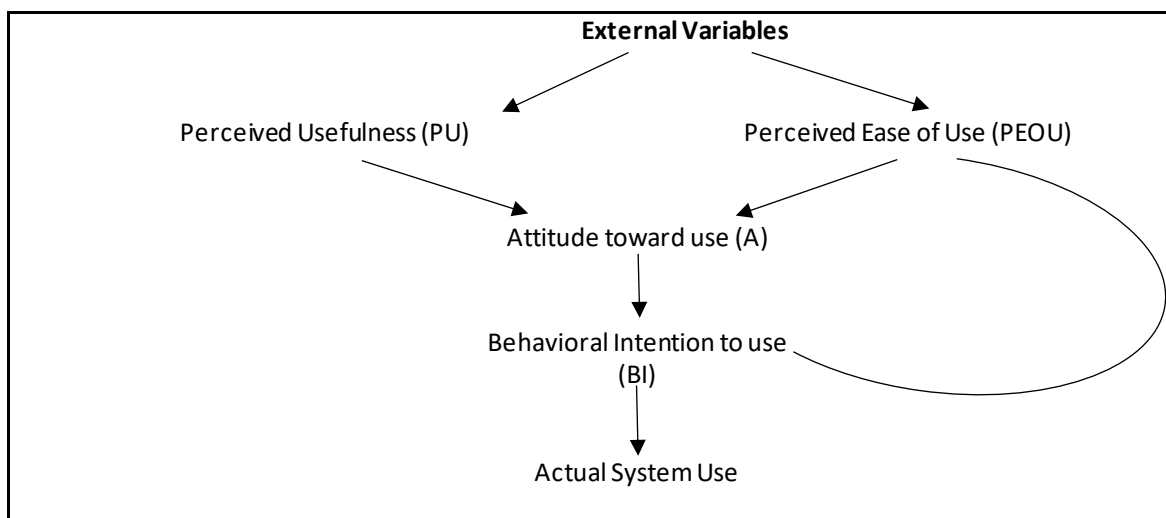 External Variables
Perceived Usefulness (PU)
Perceived Ease of Use (PEOU)
Attitude toward use (A)
Behavioral Intention to use
(BI)
Actual System Use